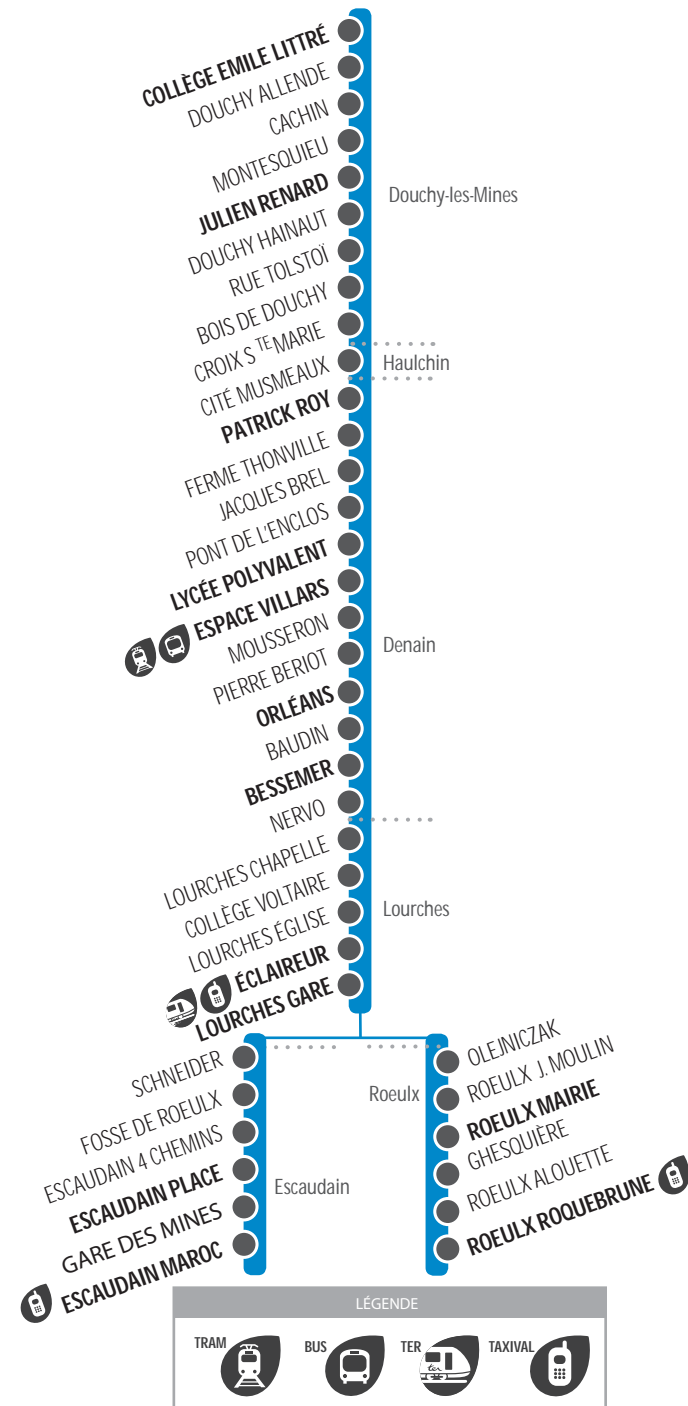 COLLÈGE EMILE LITTRÉ
DOUCHY ALLENDE
CACHIN
MONTESQUIEU
JULIEN RENARD
Douchy-les-Mines
DOUCHY HAINAUT
RUE TOLSTOÏ
BOIS DE DOUCHY
CROIX S TE MARIE
CITÉ MUSMEAUX
Haulchin
PATRICK ROY
FERME THONVILLE
JACQUES BREL
PONT DE L'ENCLOS
LYCÉE POLYVALENT
ESPACE VILLARS
MOUSSERON
PIERRE BERIOT
Denain
ORLÉANS
BAUDIN
BESSEMER
NERVO
LOURCHES CHAPELLE
COLLÈGE VOLTAIRE
LOURCHES ÉGLISE
Lourches
ÉCLAIREUR
LOURCHES GARE
SCHNEIDER
FOSSE DE ROEULX
ESCAUDAIN 4 CHEMINS
ESCAUDAIN PLACE
GARE DES MINES
ESCAUDAIN MAROC
Escaudain
Roeulx
OLEJNICZAK
ROEULX J. MOULIN
ROEULX MAIRIE
GHESQUIÈRE
ROEULX ALOUETTE
ROEULX ROQUEBRUNE
LÉGENDE
TRAM
BUS
TER
ter
TAXIVAL